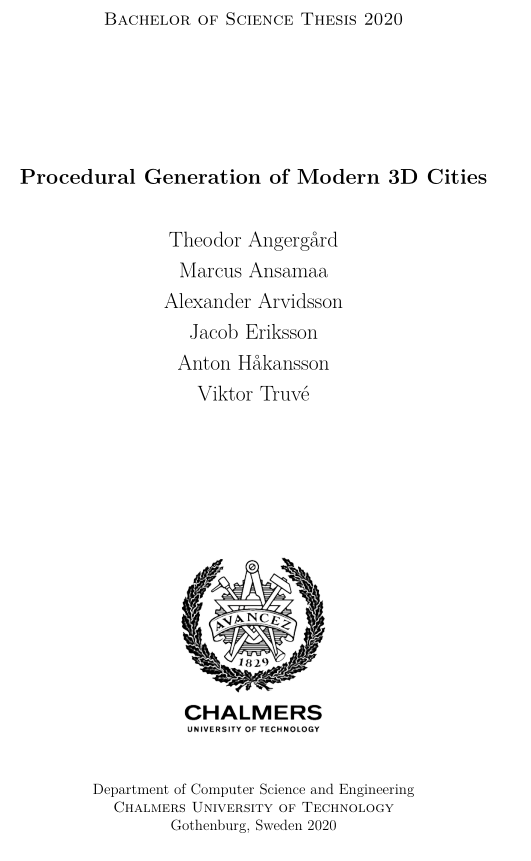 Bachelor of Science Thesis 2020
Procedural Generation of Modern 3D Cities
Theodor Angergård
Marcus Ansamaa
Alexander Arvidsson
Jacob Eriksson
Anton Håkansson
Viktor Truvé
AVANCEZ
1829
CHALMERS
UNIVERSITY OF TECHNOLOGY
Department of Computer Science and Engineering
Chalmers University of Technology
Gothenburg, Sweden 2020